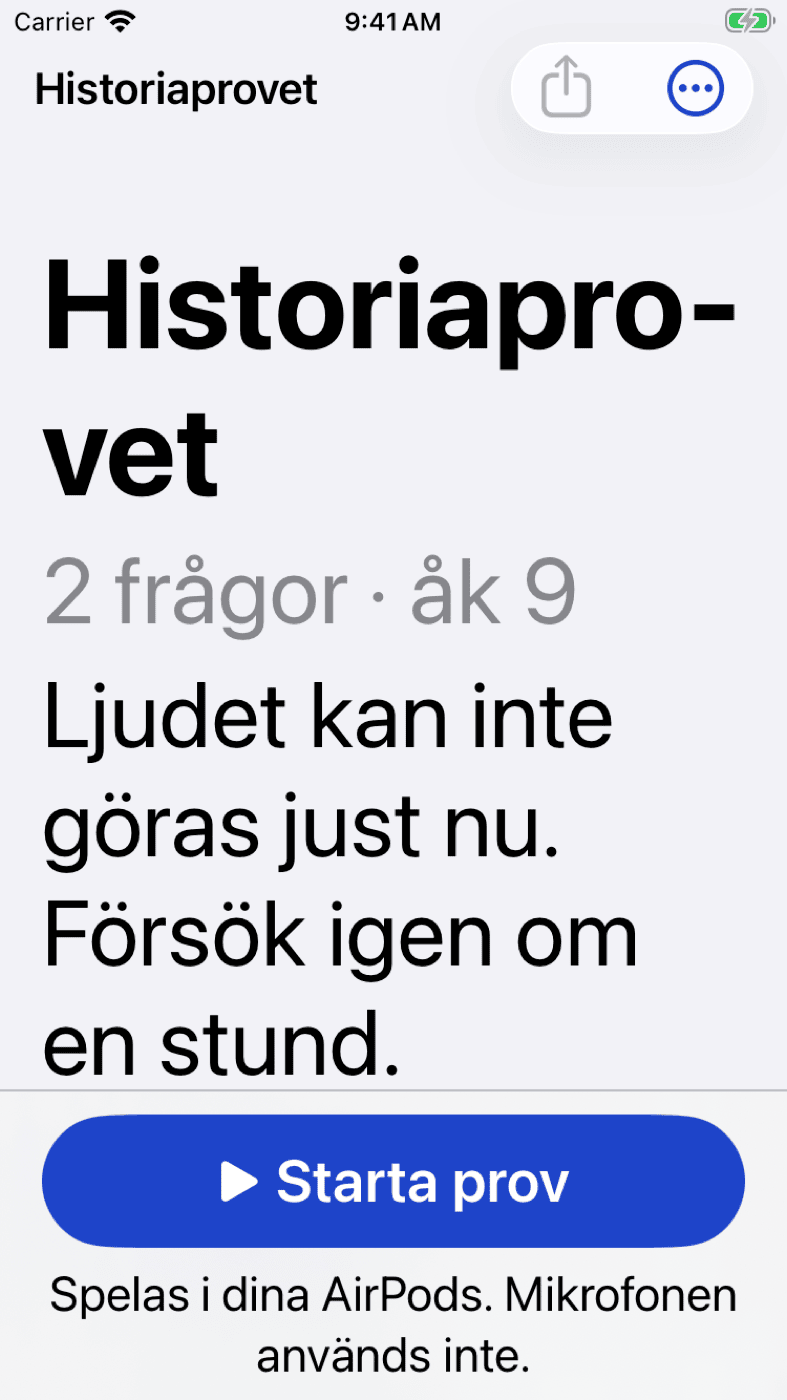 Carrier 9:41 AM
Historiaprovet
Historiapro-
vet
2 frågor · åk 9
Ljudet kan inte
göras just nu.
Försök igen om
en stund.
Starta prov
Spelas i dina AirPods. Mikrofonen
används inte.